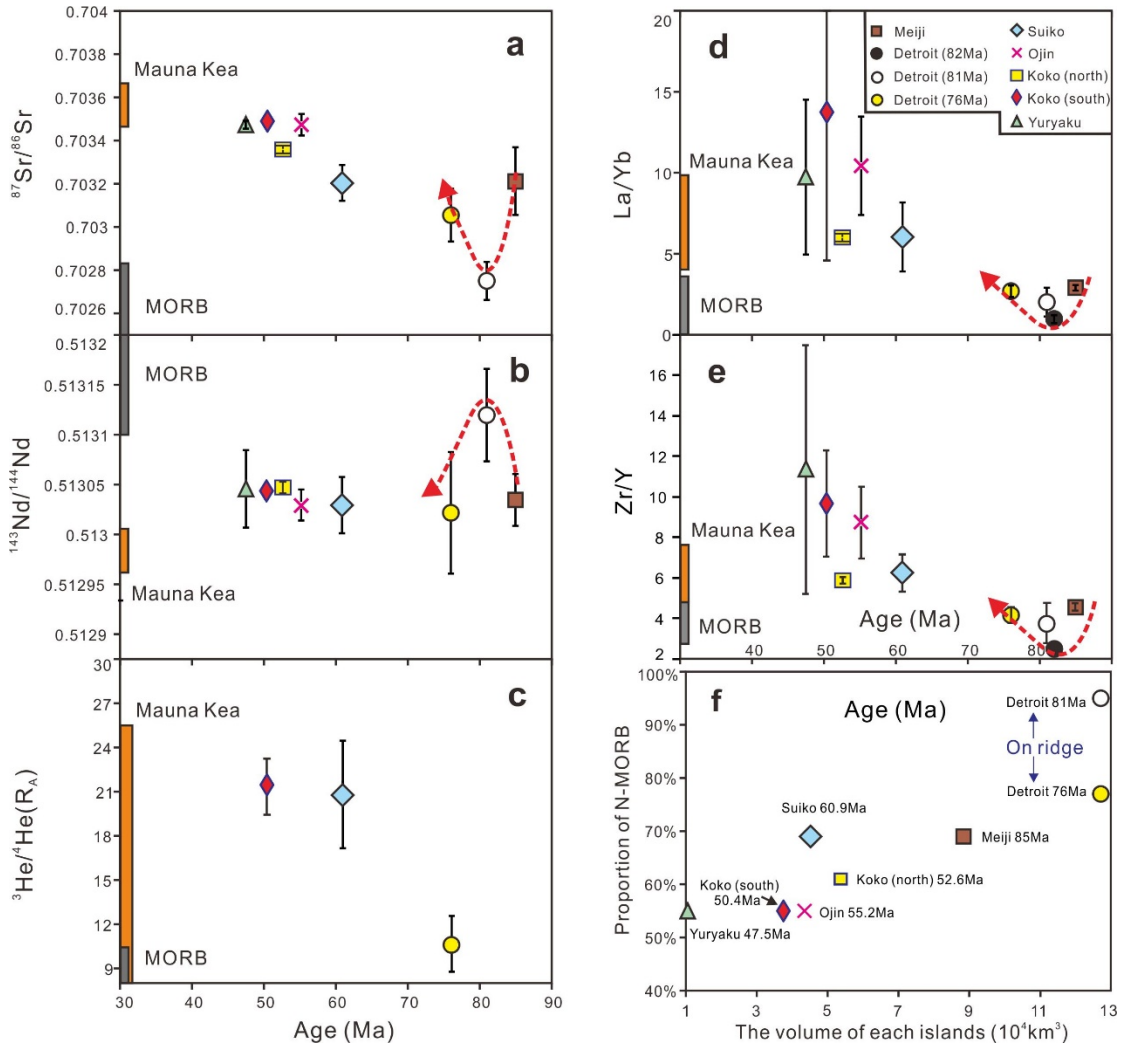 a
0.704
0.7038
0.7036
0.7034
0.7032
0.703
0.7028
0.7026
⁸⁷Sr/⁸⁶Sr
Mauna Kea
MORB
b
0.5132
0.51315
0.5131
0.51305
0.513
0.51295
0.5129
¹⁴³Nd/¹⁴⁴Nd
MORB
Mauna Kea
c
30
27
24
21
18
15
12
9
³He/⁴He(R_A)
Mauna Kea
MORB
30 40 50 60 70 80 90
Age (Ma)
d
20
15
10
5
0
La/Yb
Mauna Kea
MORB
Meiji
Detroit (82Ma)
Detroit (81Ma)
Detroit (76Ma)
Suiko
Ojin
Koko (north)
Koko (south)
Yuryaku
e
16
14
12
10
8
6
4
2
Zr/Y
Mauna Kea
MORB
Age (Ma)
40 50 60 70 80
f
Age (Ma)
100%
90%
80%
70%
60%
50%
40%
Proportion of N-MORB
Detroit 81Ma
On ridge
Detroit 76Ma
Suiko 60.9Ma
Meiji 85Ma
Koko (north) 52.6Ma
Koko (south)
50.4Ma
Ojin 55.2Ma
Yuryaku 47.5Ma
1 3 5 7 9 11 13
The volume of each islands (10⁴km³)